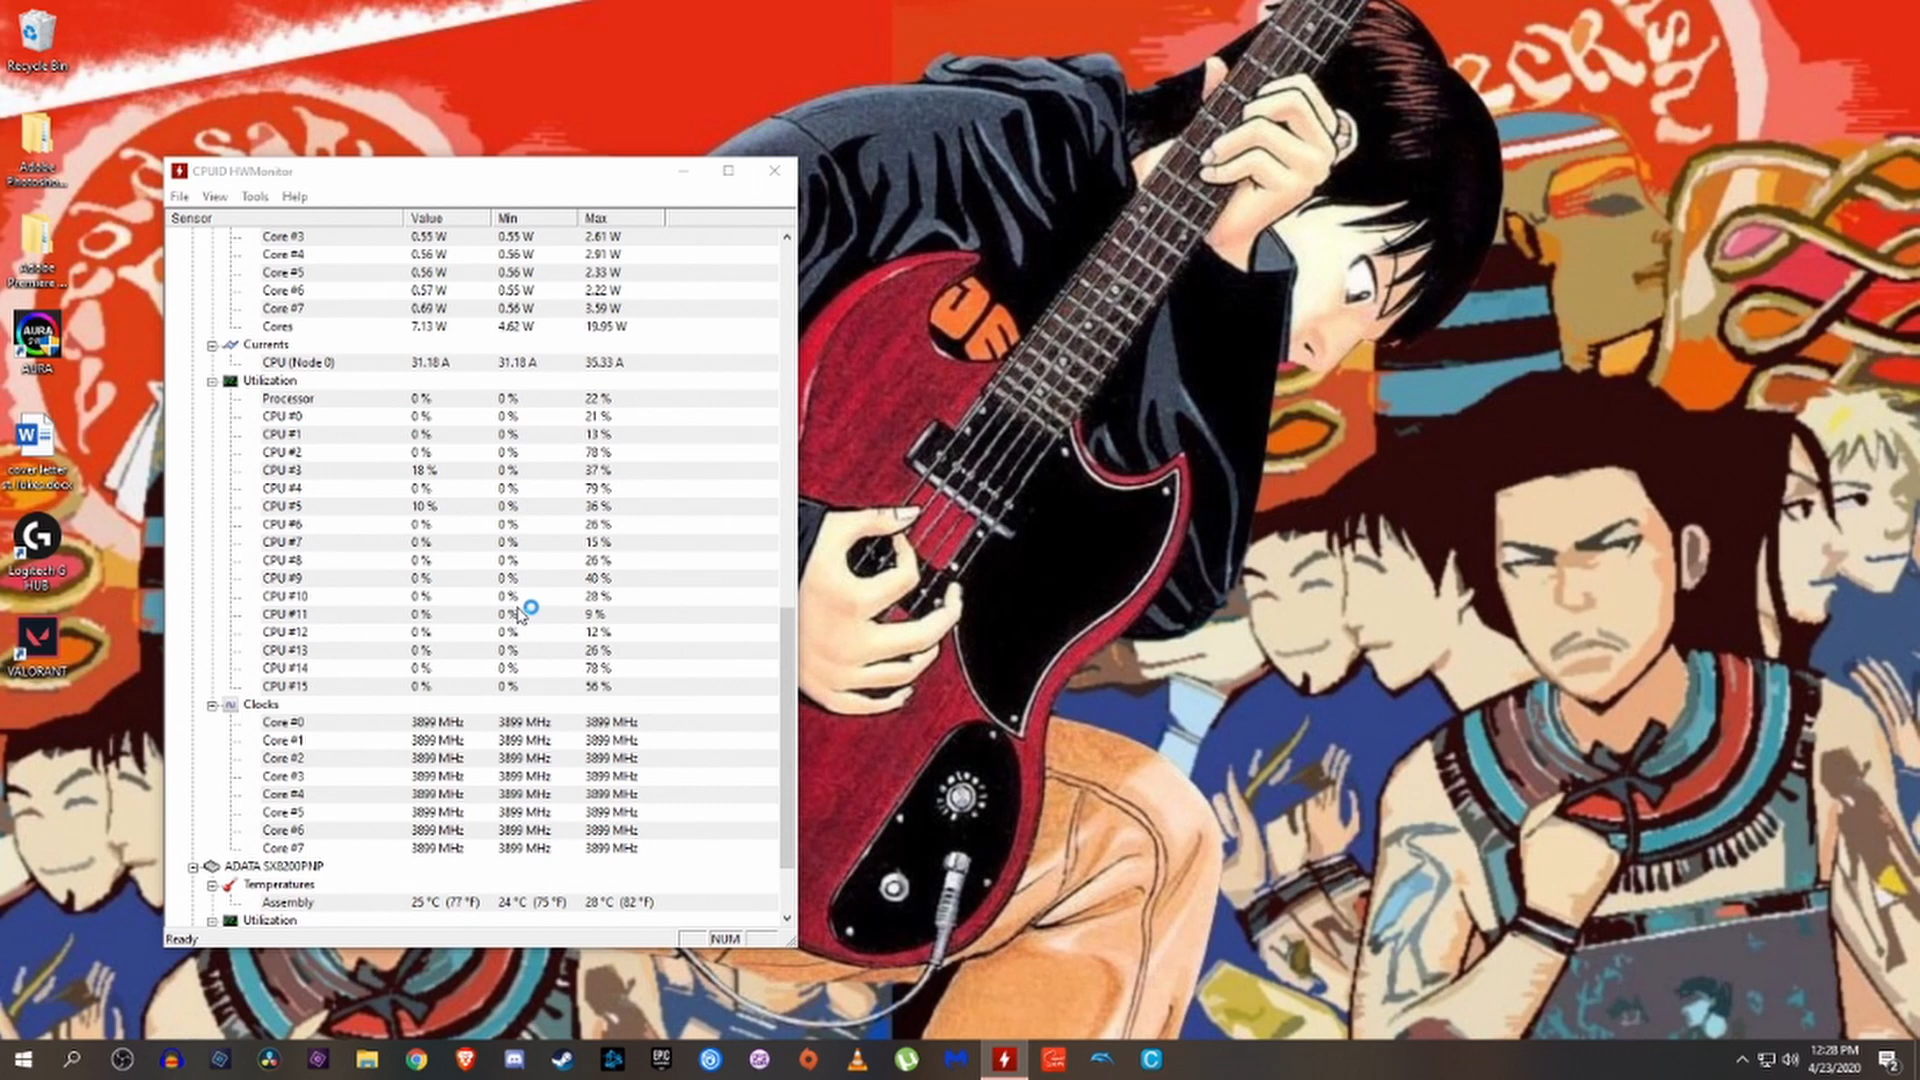 Recycle Bin
Adobe
Photosho...
Adobe
Premiere ...
AURA
AURA
cover letter
st lukes.docx
Logitech G
HUB
VALORANT
CPUID HWMonitor
File View Tools Help
Sensor Value Min Max
Core #3 0.55 W 0.55 W 2.61 W
Core #4 0.56 W 0.56 W 2.91 W
Core #5 0.56 W 0.56 W 2.33 W
Core #6 0.57 W 0.55 W 2.22 W
Core #7 0.69 W 0.56 W 3.59 W
Cores 7.13 W 4.62 W 19.95 W
Currents
CPU (Node 0) 31.18 A 31.18 A 35.33 A
Utilization
Processor 0 % 0 % 22 %
CPU #0 0 % 0 % 21 %
CPU #1 0 % 0 % 13 %
CPU #2 0 % 0 % 78 %
CPU #3 18 % 0 % 37 %
CPU #4 0 % 0 % 79 %
CPU #5 10 % 0 % 36 %
CPU #6 0 % 0 % 26 %
CPU #7 0 % 0 % 15 %
CPU #8 0 % 0 % 26 %
CPU #9 0 % 0 % 40 %
CPU #10 0 % 0 % 28 %
CPU #11 0 % 0 % 9 %
CPU #12 0 % 0 % 12 %
CPU #13 0 % 0 % 26 %
CPU #14 0 % 0 % 78 %
CPU #15 0 % 0 % 56 %
Clocks
Core #0 3899 MHz 3899 MHz 3899 MHz
Core #1 3899 MHz 3899 MHz 3899 MHz
Core #2 3899 MHz 3899 MHz 3899 MHz
Core #3 3899 MHz 3899 MHz 3899 MHz
Core #4 3899 MHz 3899 MHz 3899 MHz
Core #5 3899 MHz 3899 MHz 3899 MHz
Core #6 3899 MHz 3899 MHz 3899 MHz
Core #7 3899 MHz 3899 MHz 3899 MHz
ADATA SX8200PNP
Temperatures
Assembly 25 °C (77 °F) 24 °C (75 °F) 28 °C (82 °F)
Utilization
Ready NUM
EPIC
12:28 PM
4/23/2020
2